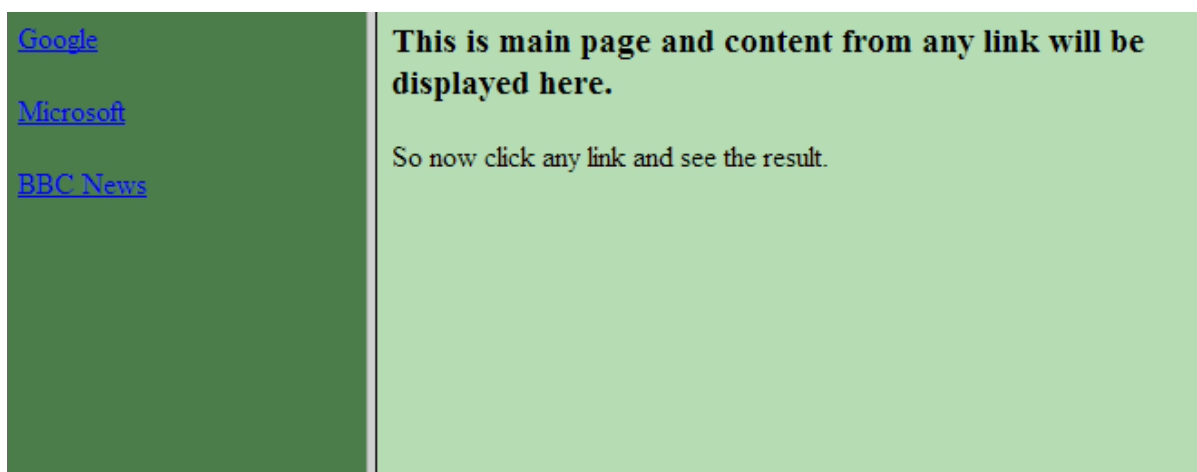 Google
Microsoft
BBC News
This is main page and content from any link will be
displayed here.
So now click any link and see the result.